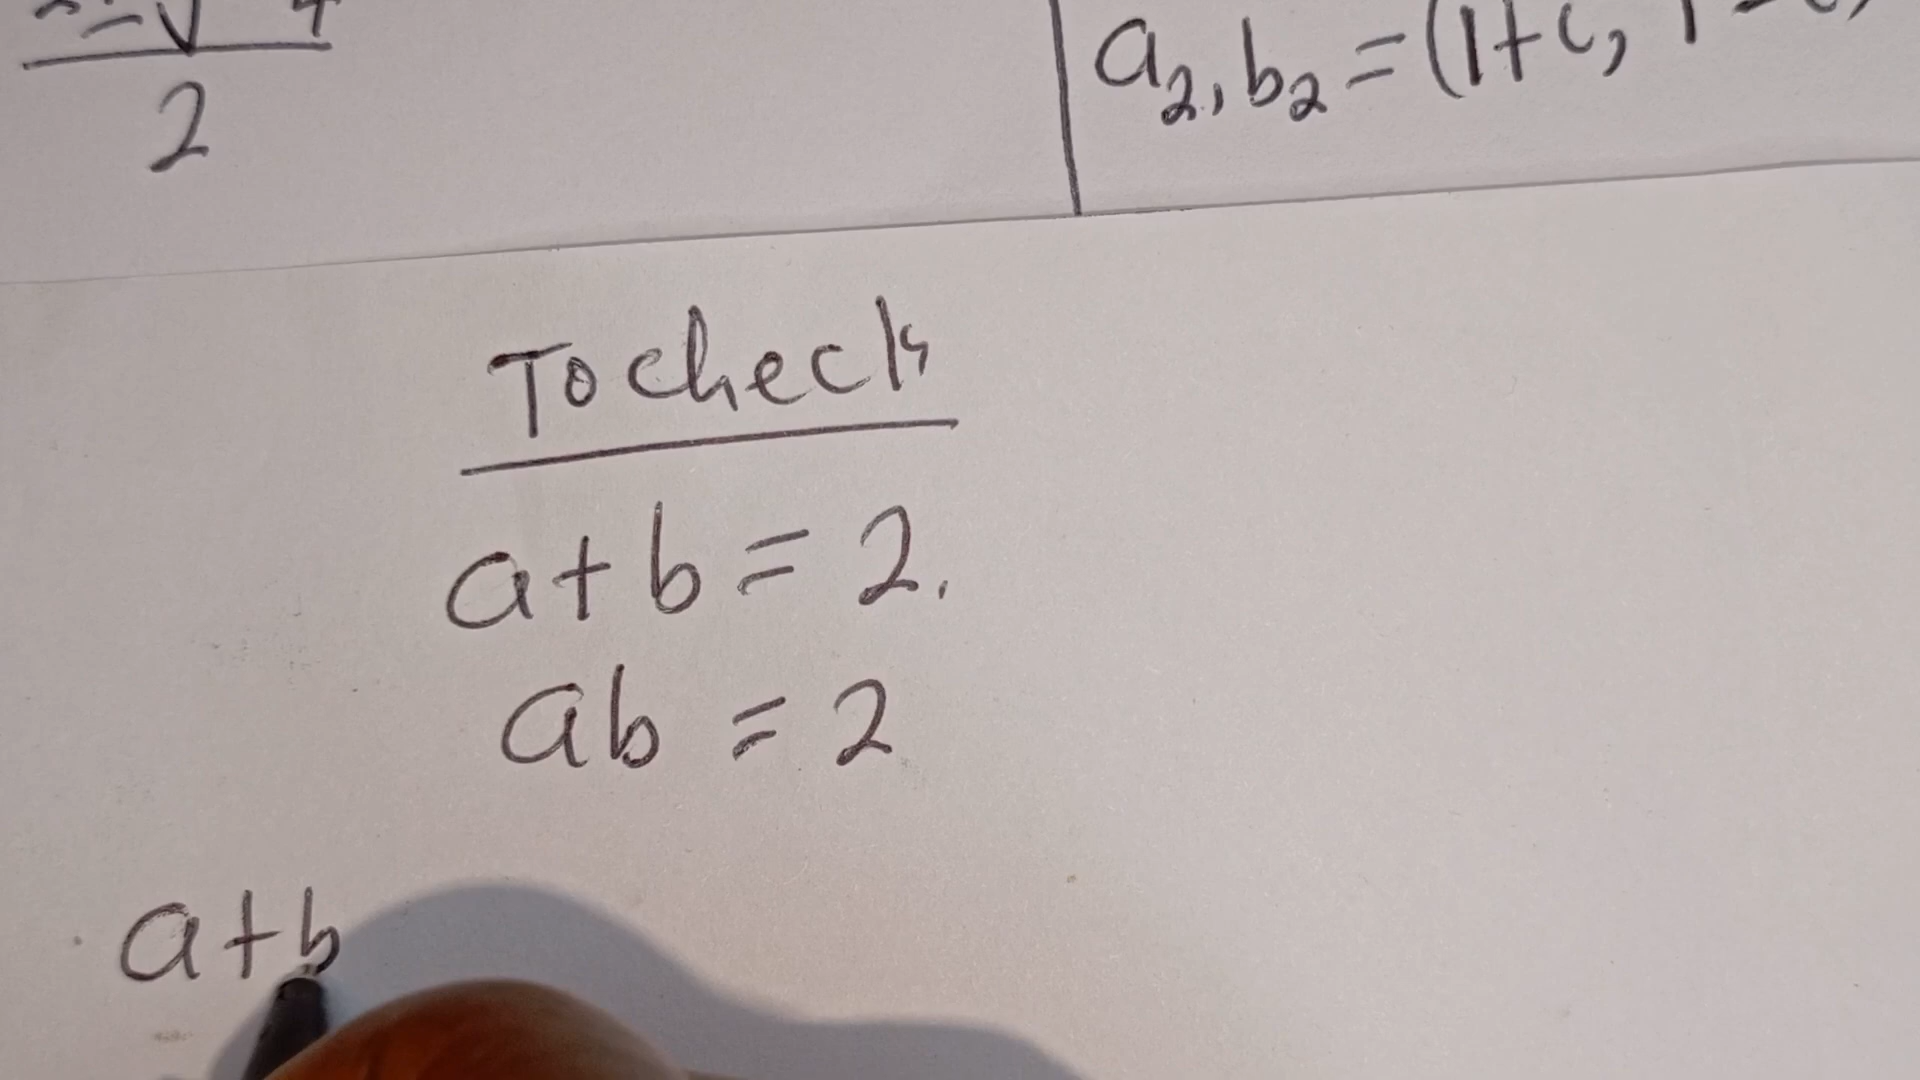 2
a₂,b₂=(1+i,
To check
a+b=2.
ab=2
a+b